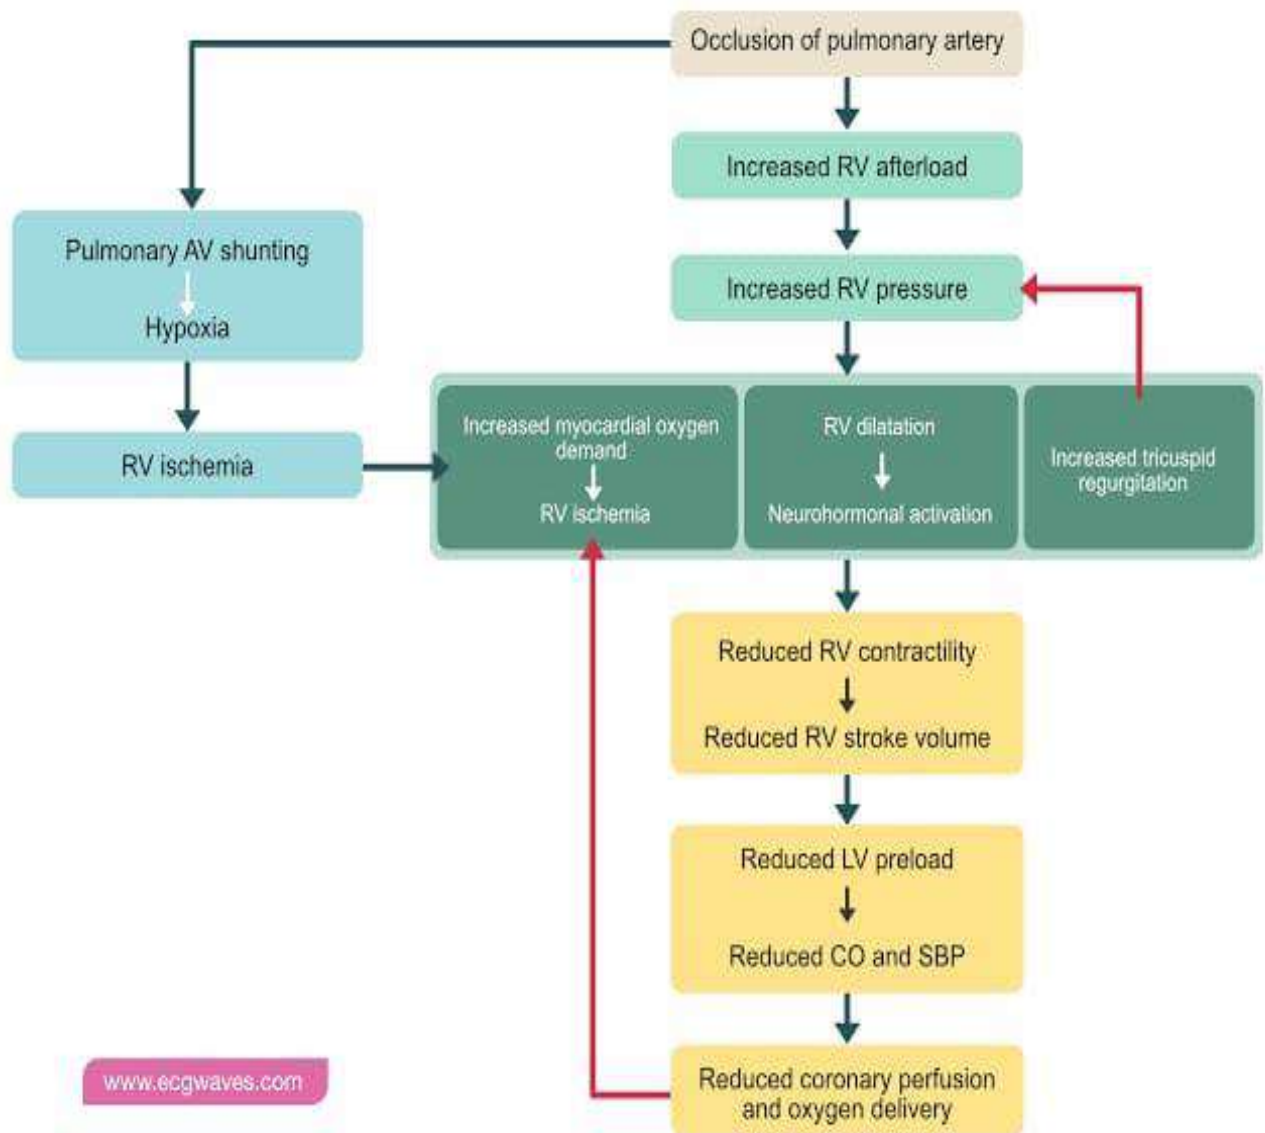 Occlusion of pulmonary artery
Increased RV afterload
Pulmonary AV shunting
Hypoxia
Increased RV pressure
RV ischemia
Increased myocardial oxygen
demand
RV ischemia
RV dilatation
Neurohormonal activation
Increased tricuspid
regurgitation
Reduced RV contractility
Reduced RV stroke volume
Reduced LV preload
Reduced CO and SBP
Reduced coronary perfusion
and oxygen delivery
www.ecgwaves.com